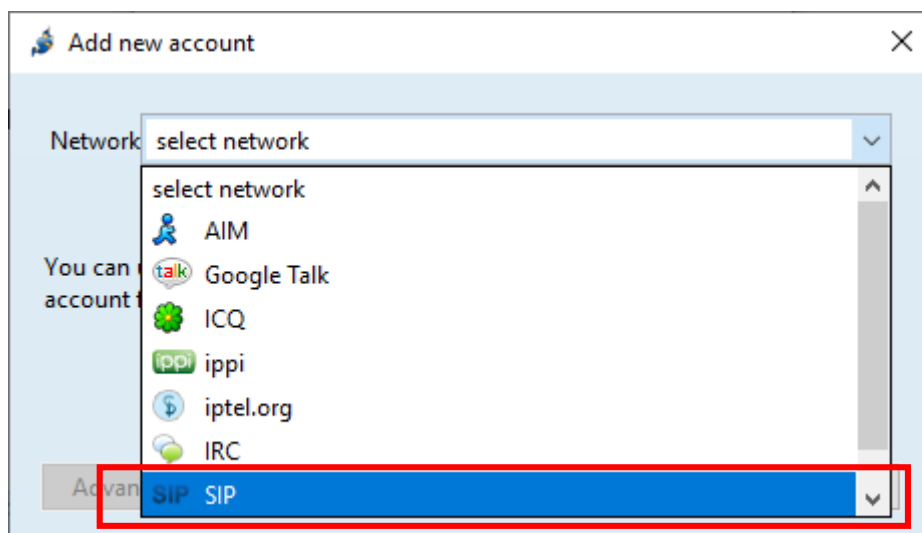 Add new account
Network select network
select network
AIM
You can
talk Google Talk
account
ICQ
ippi ippi
iptel.org
IRC
SIP SIP